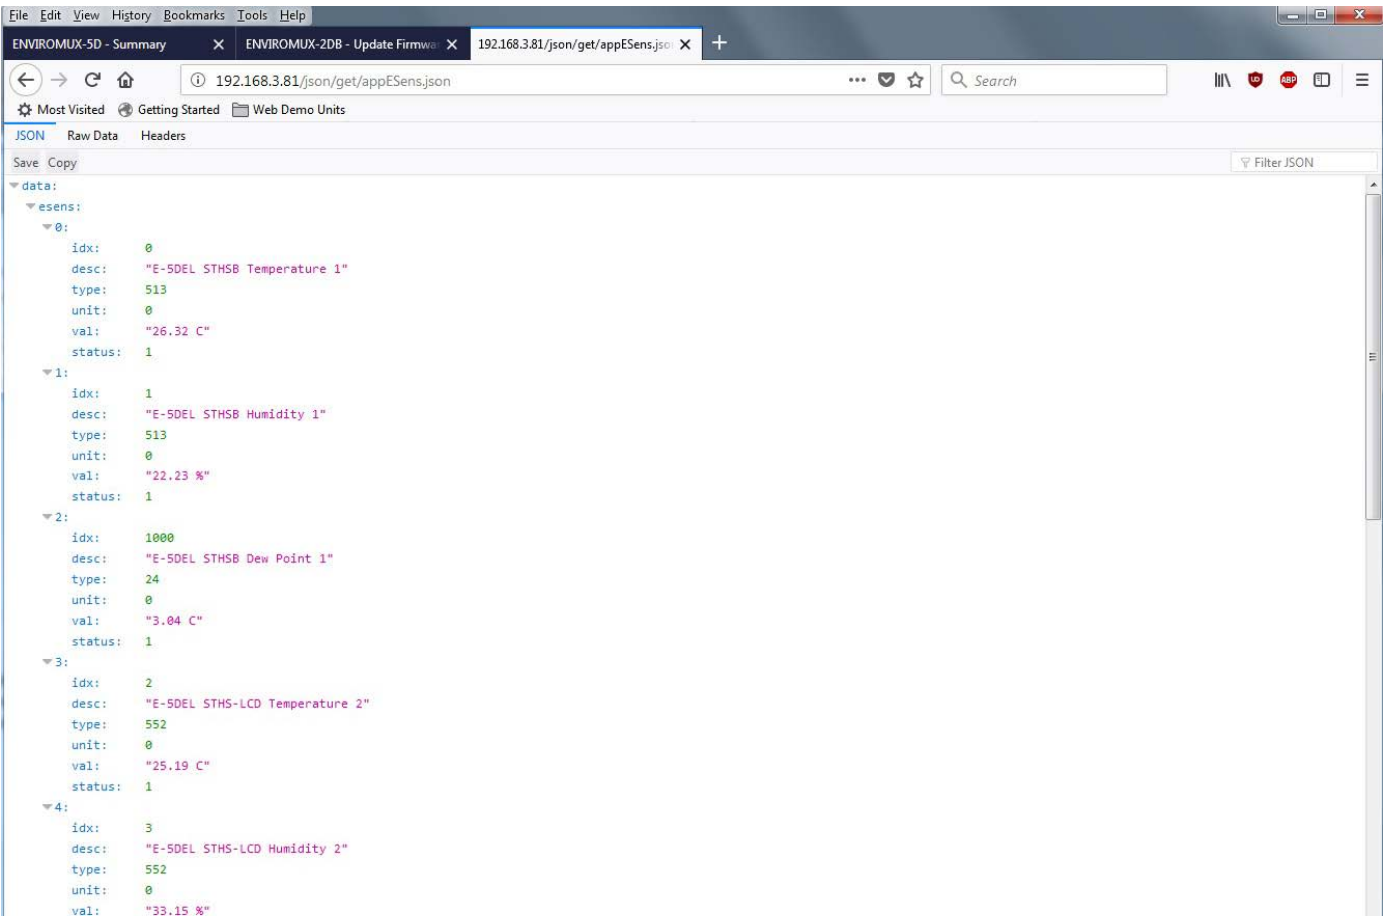 File Edit View History Bookmarks Tools Help
ENVIROMUX-5D - Summary ENVIROMUX-2DB - Update Firmwa 192.168.3.81/json/get/appESens.jso
192.168.3.81/json/get/appESens.json Search
Most Visited Getting Started Web Demo Units
JSON Raw Data Headers
Save Copy Filter JSON
data:
esens:
0:
idx: 0
desc: "E-5DEL STHSB Temperature 1"
type: 513
unit: 0
val: "26.32 C"
status: 1
1:
idx: 1
desc: "E-5DEL STHSB Humidity 1"
type: 513
unit: 0
val: "22.23 %"
status: 1
2:
idx: 1000
desc: "E-5DEL STHSB Dew Point 1"
type: 24
unit: 0
val: "3.04 C"
status: 1
3:
idx: 2
desc: "E-5DEL STHS-LCD Temperature 2"
type: 552
unit: 0
val: "25.19 C"
status: 1
4:
idx: 3
desc: "E-5DEL STHS-LCD Humidity 2"
type: 552
unit: 0
val: "33.15 %"